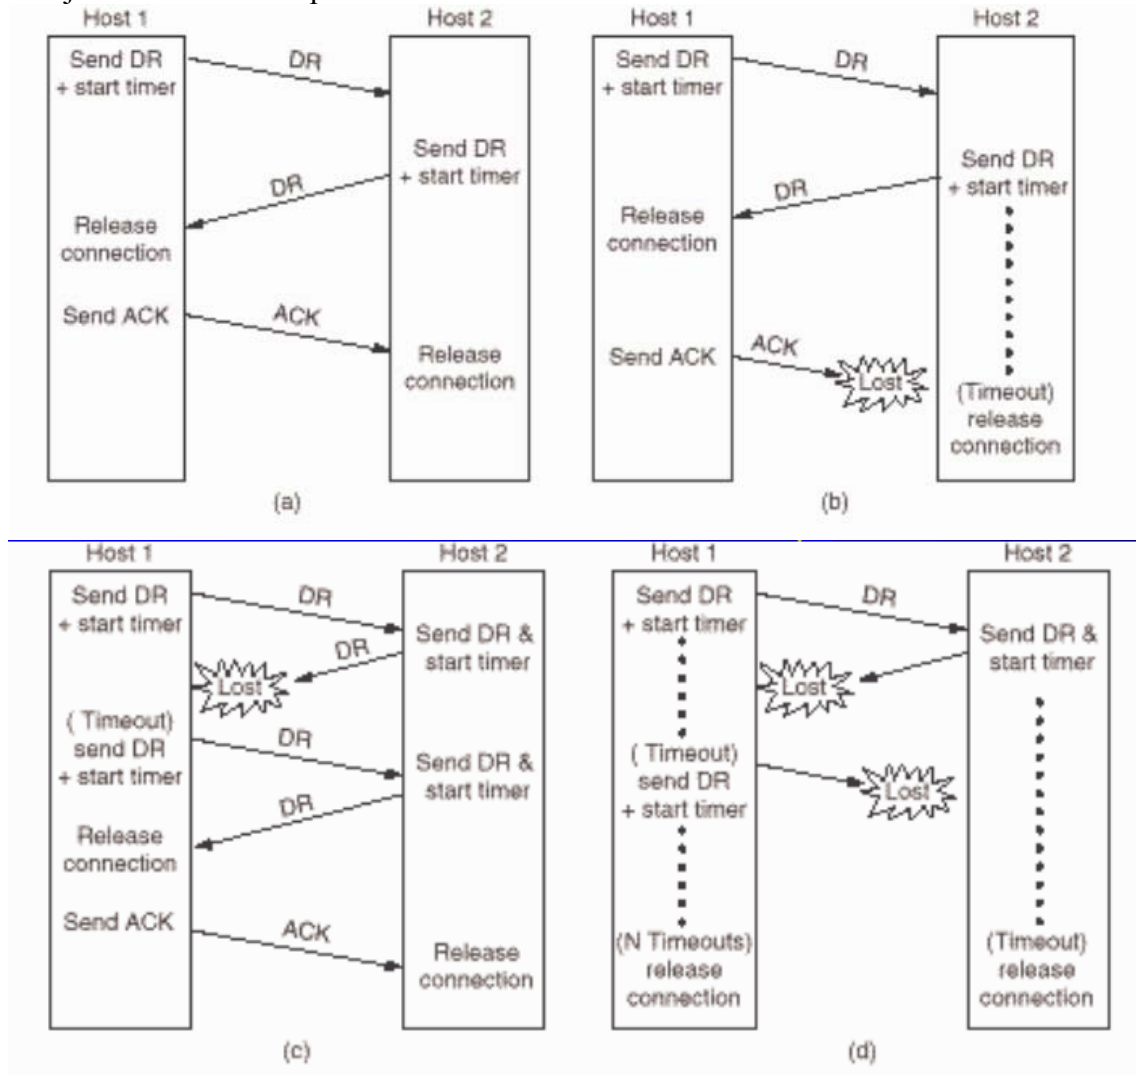 Host 1
Host 2
Send DR
+ start timer
DR
Send DR
+ start timer
DR
Release
connection
Send ACK
ACK
Release
connection
(a)
Host 1
Host 2
Send DR
+ start timer
DR
Send DR
+ start timer
DR
Release
connection
Send ACK
ACK
Lost
(Timeout)
release
connection
(b)
Host 1
Host 2
Send DR
+ start timer
DR
Send DR &
start timer
DR
Lost
( Timeout)
send DR
+ start timer
DR
Send DR &
start timer
DR
Release
connection
Send ACK
ACK
Release
connection
(c)
Host 1
Host 2
Send DR
+ start timer
DR
Send DR &
start timer
Lost
( Timeout)
send DR
+ start timer
Lost
(N Timeouts)
release
connection
(Timeout)
release
connection
(d)